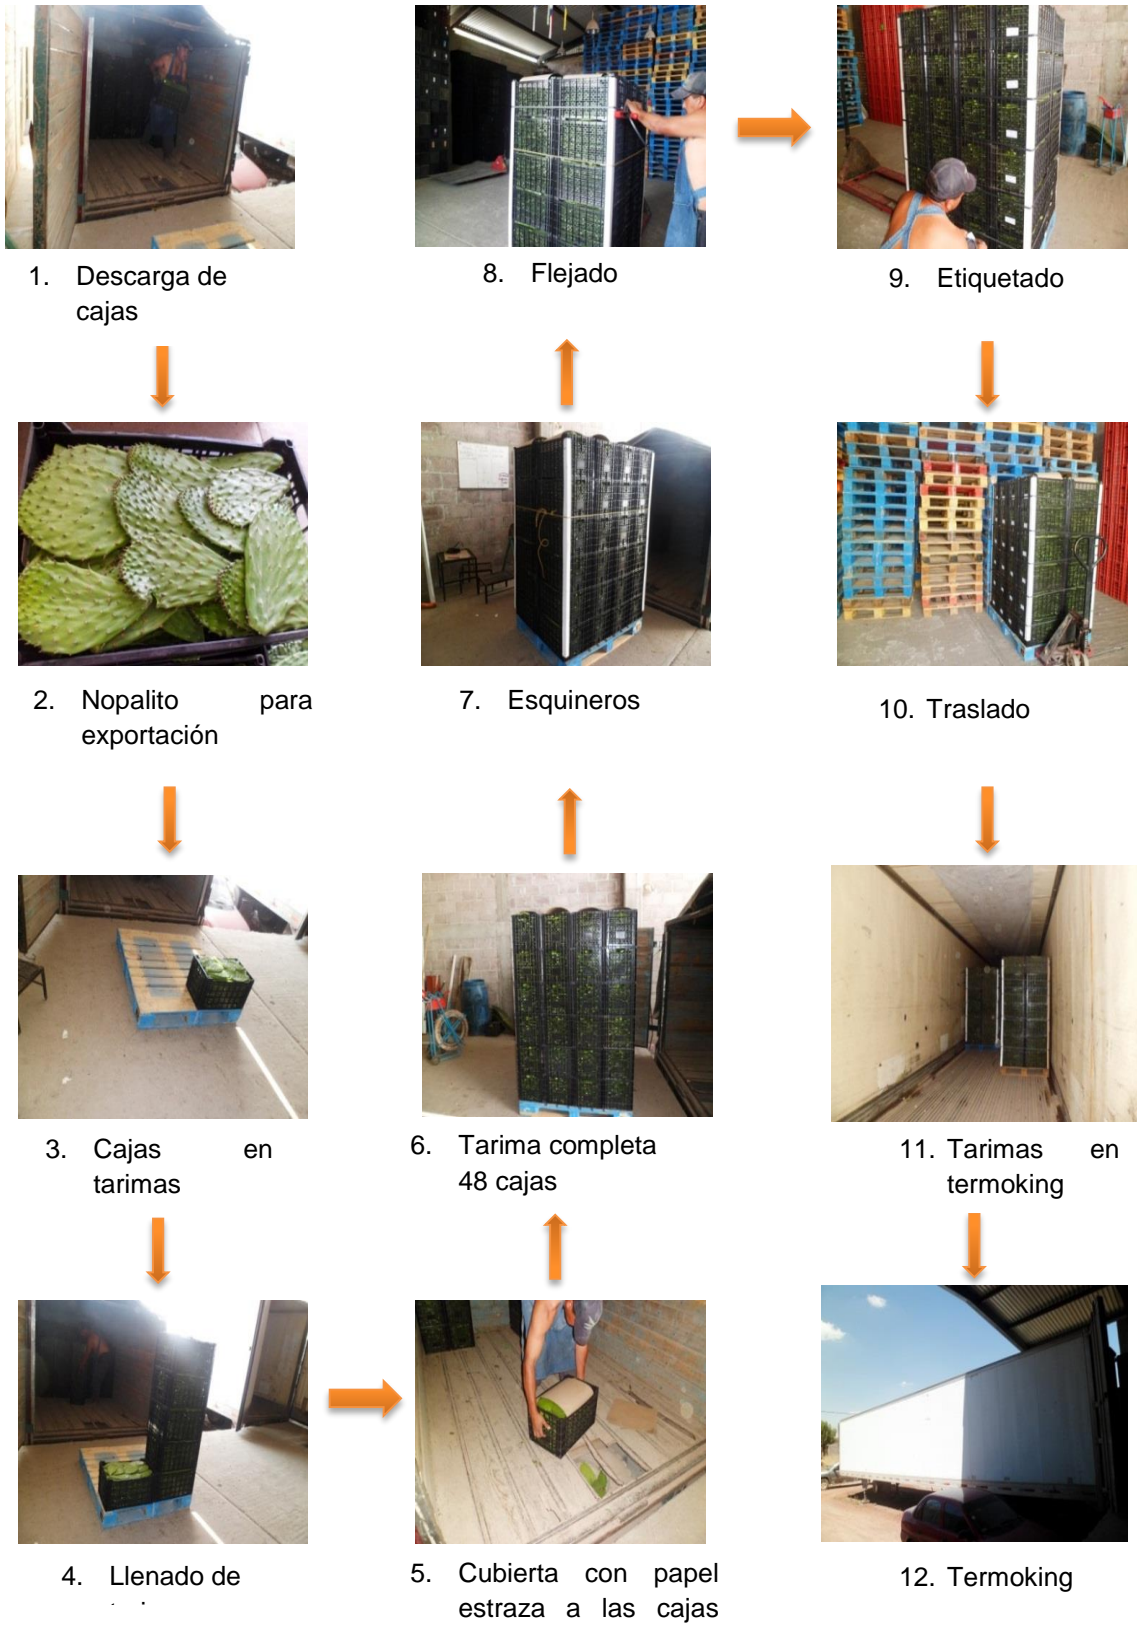 1. Descarga de
cajas
2. Nopalito para
exportación
3. Cajas en
tarimas
4. Llenado de
5. Cubierta con papel
estraza a las cajas
6. Tarima completa
48 cajas
7. Esquineros
8. Flejado
9. Etiquetado
10. Traslado
11. Tarimas en
termoking
12. Termoking